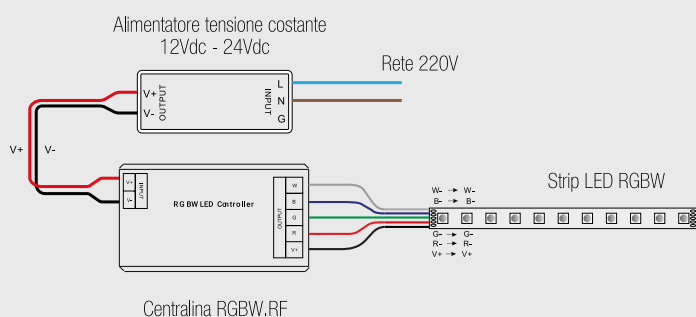 Alimentatore tensione costante
12Vdc - 24Vdc
Rete 220V
V+
V-
OUTPUT
INPUT
L
N
G
V+
V-
V+
V-
INPUT
RGBW LED Controller
OUTPUT
W
B
G
R
V+
W- → W-
B- → B-
G- → G-
R- → R-
V+ → V+
Strip LED RGBW
Centralina RGBW.RF